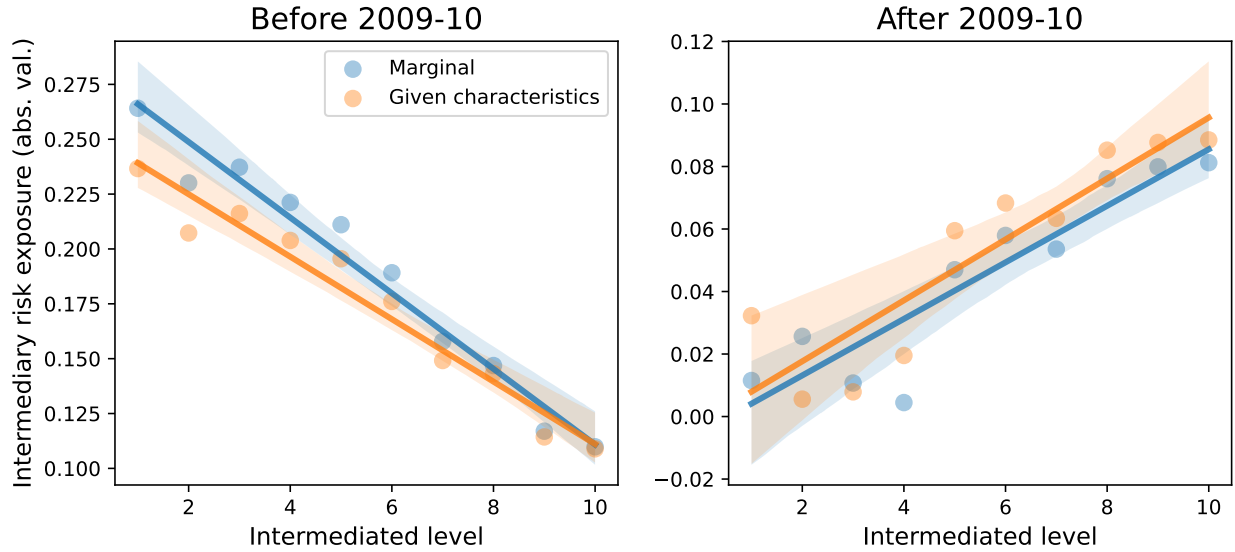 Before 2009-10
After 2009-10
Intermediary risk exposure (abs. val.)
Marginal
Given characteristics
0.275
0.250
0.225
0.200
0.175
0.150
0.125
0.100
2 4 6 8 10
Intermediated level
0.12
0.10
0.08
0.06
0.04
0.02
0.00
−0.02
2 4 6 8 10
Intermediated level